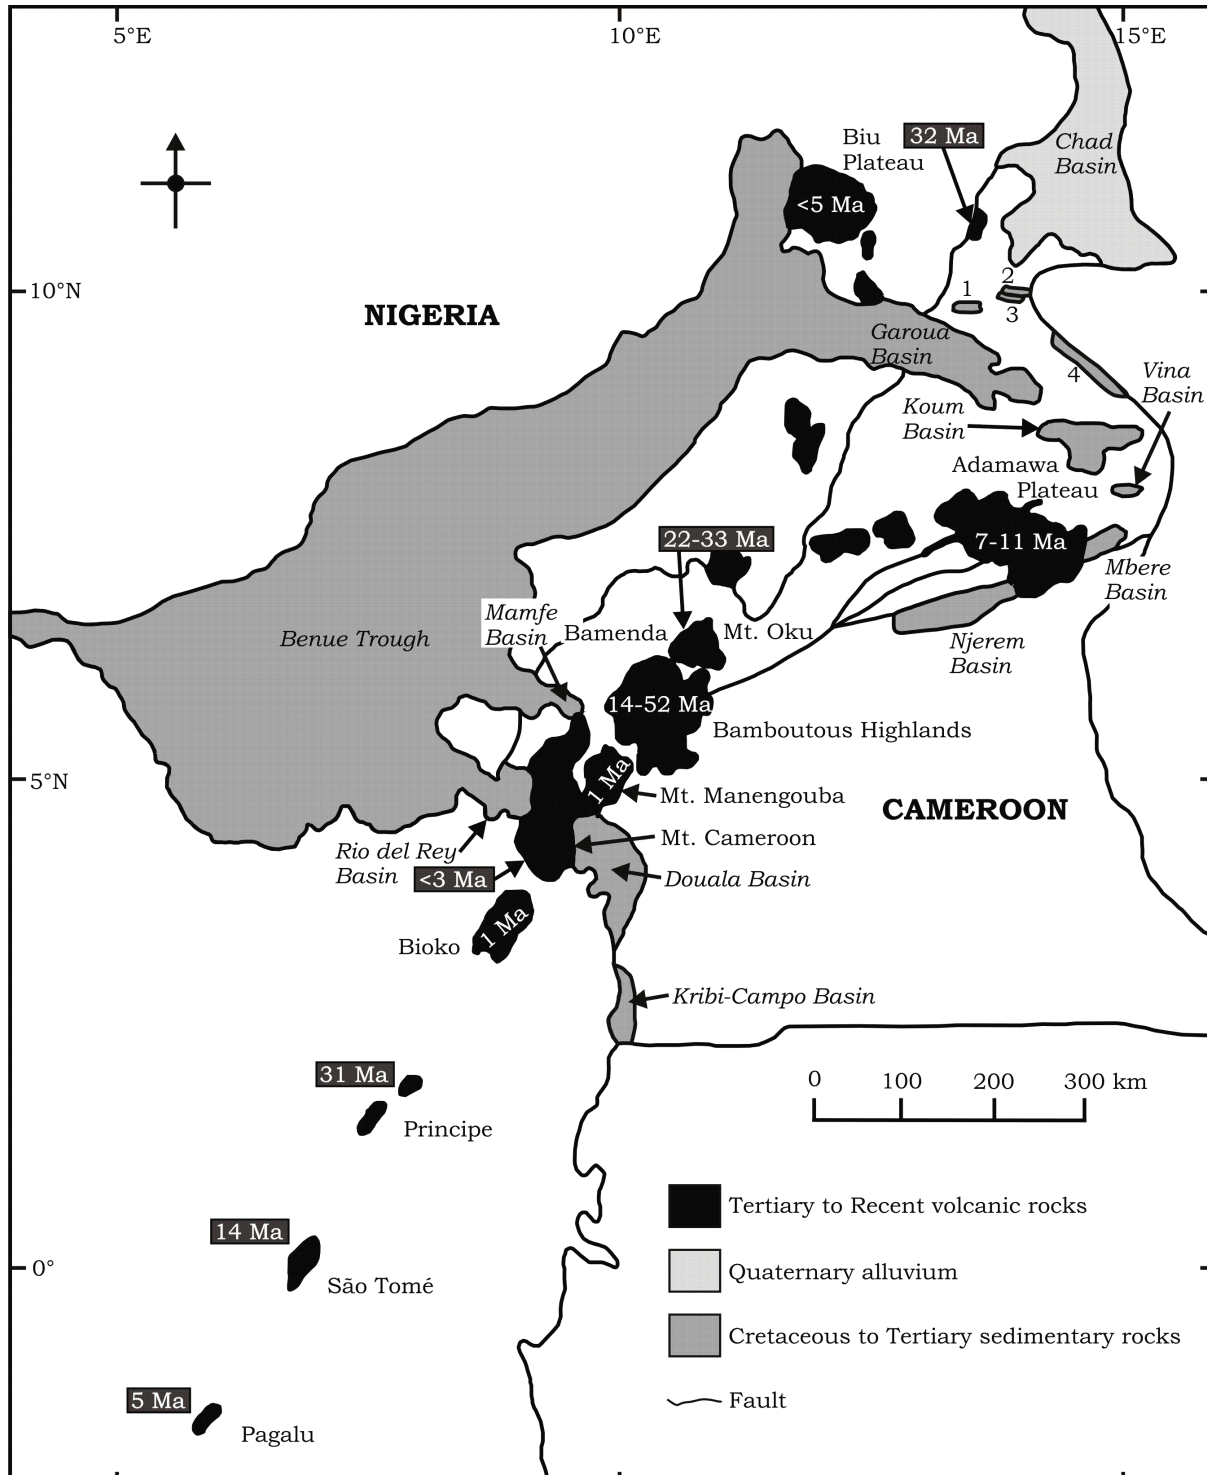 5°E
10°E
15°E
Biu
Plateau
32 Ma
Chad
Basin
<5 Ma
10°N
NIGERIA
1
2
3
Garoua
Basin
4
Vina
Basin
Koum
Basin
Adamawa
Plateau
22-33 Ma
7-11 Ma
Mbere
Basin
Mamfe
Basin
Bamenda
Mt. Oku
Benue Trough
Njerem
Basin
14-52 Ma
Bamboutous Highlands
5°N
1 Ma
Mt. Manengouba
CAMEROON
Mt. Cameroon
Rio del Rey
Basin
<3 Ma
Douala Basin
1 Ma
Bioko
Kribi-Campo Basin
31 Ma
Principe
0
100
200
300 km
14 Ma
São Tomé
0°
Tertiary to Recent volcanic rocks
Quaternary alluvium
Cretaceous to Tertiary sedimentary rocks
Fault
5 Ma
Pagalu